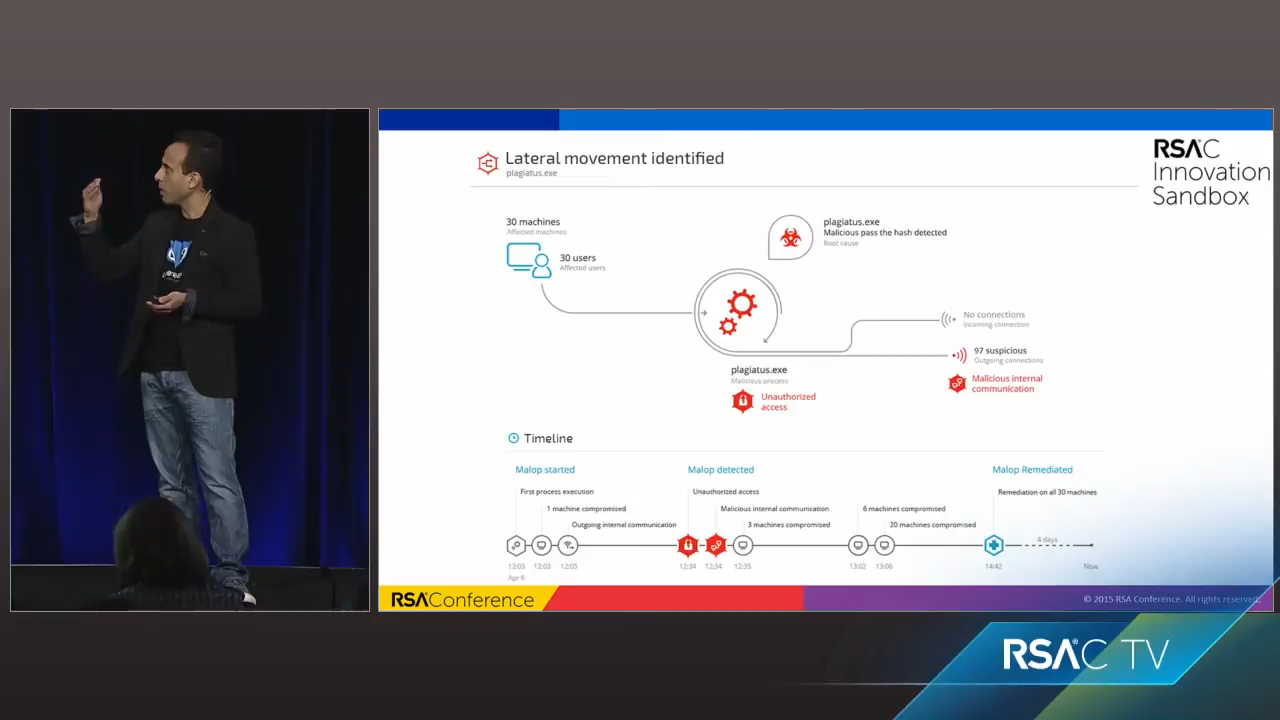 Lateral movement identified
plagiatus.exe
RSAC
Innovation
Sandbox
30 machines
Affected machines
30 users
Affected users
plagiatus.exe
Malicious pass the hash detected
Root cause
No connections
Incoming connection
97 suspicious
Outgoing connections
Malicious internal
communication
plagiatus.exe
Malicious process
Unauthorized
access
Timeline
Malop started
Malop detected
Malop Remediated
First process execution
Unauthorized access
Remediation on all 30 machines
1 machine compromised
Malicious internal communication
6 machines compromised
Outgoing internal communication
3 machines compromised
20 machines compromised
4 days
12:03
12:03
12:05
12:34
12:34
12:35
13:02
13:06
14:42
Now
Apr 6
RSAConference
© 2015 RSA Conference. All rights reserved.
RSAC TV